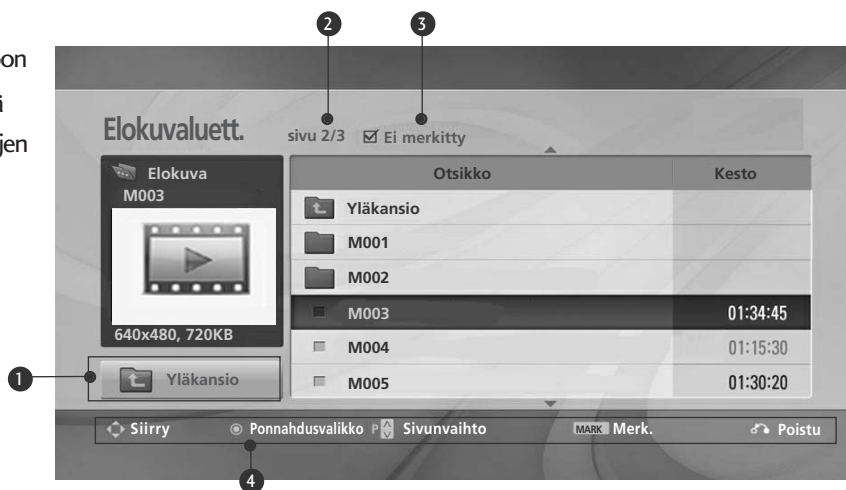 2 3
on
ä
jen
Elokuvaluett. sivu 2/3 Ei merkitty
Elokuva
M003
640x480, 720KB
1 Yläkansio
Otsikko Kesto
Yläkansio
M001
M002
M003 01:34:45
M004 01:15:30
M005 01:30:20
Siirry Ponnahdusvalikko P Sivunvaihto MARK Merk. Poistu
4